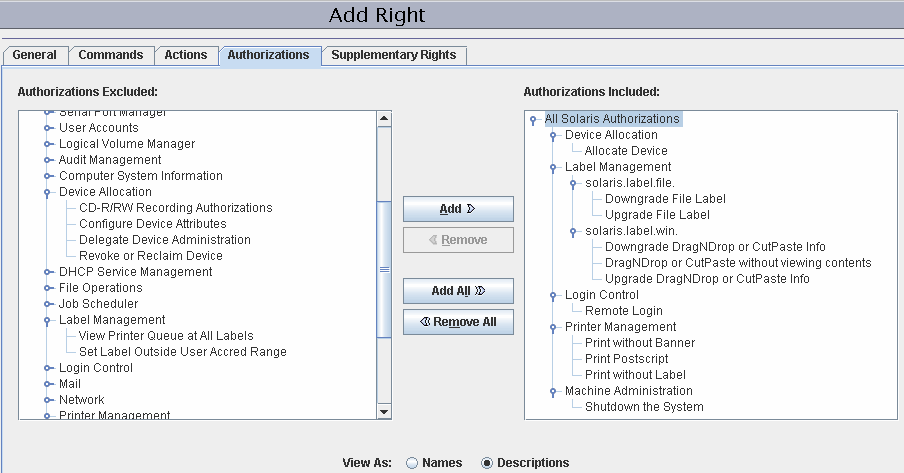 Add Right
General Commands Actions Authorizations Supplementary Rights
Authorizations Excluded:
Serial Port Manager
User Accounts
Logical Volume Manager
Audit Management
Computer System Information
Device Allocation
CD-R/RW Recording Authorizations
Configure Device Attributes
Delegate Device Administration
Revoke or Reclaim Device
DHCP Service Management
File Operations
Job Scheduler
Label Management
View Printer Queue at All Labels
Set Label Outside User Accred Range
Login Control
Mail
Network
Printer Management
Add
Remove
Add All
Remove All
Authorizations Included:
All Solaris Authorizations
Device Allocation
Allocate Device
Label Management
solaris.label.file.
Downgrade File Label
Upgrade File Label
solaris.label.win.
Downgrade DragNDrop or CutPaste Info
DragNDrop or CutPaste without viewing contents
Upgrade DragNDrop or CutPaste Info
Login Control
Remote Login
Printer Management
Print without Banner
Print Postscript
Print without Label
Machine Administration
Shutdown the System
View As: Names Descriptions